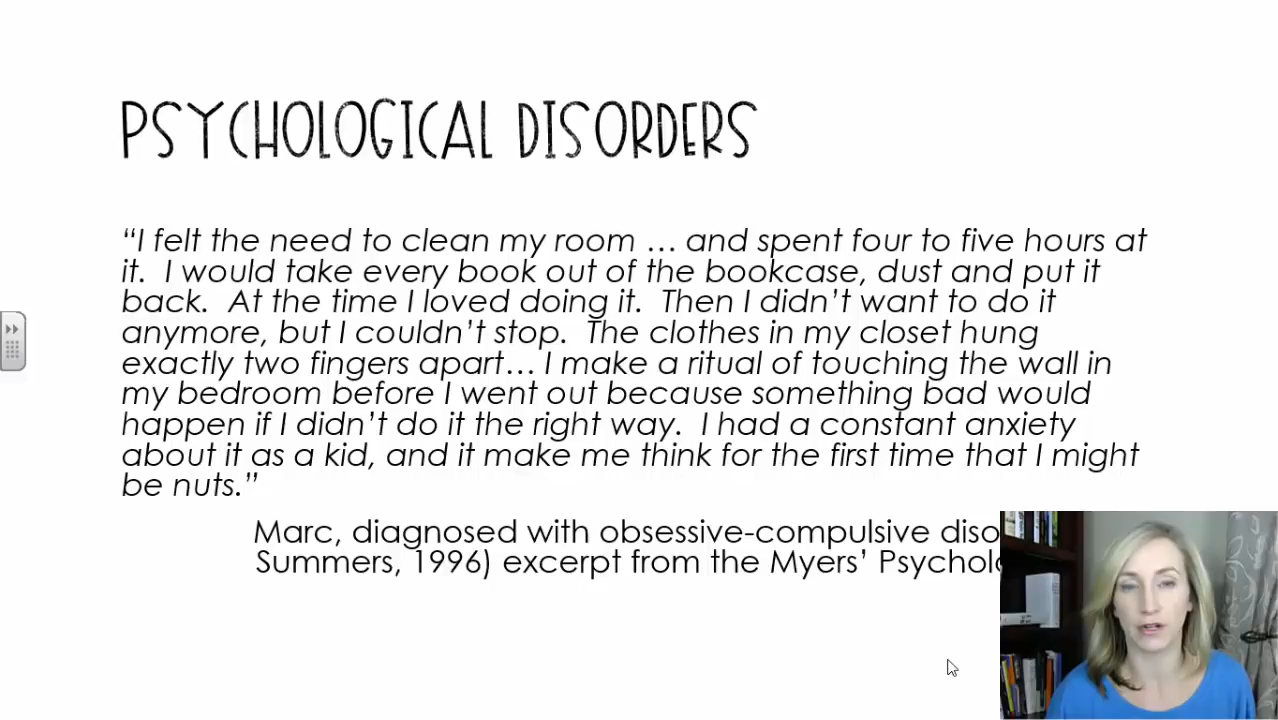 PSYCHOLOGICAL DISORDERS
“I felt the need to clean my room … and spent four to five hours at
it. I would take every book out of the bookcase, dust and put it
back. At the time I loved doing it. Then I didn’t want to do it
anymore, but I couldn’t stop. The clothes in my closet hung
exactly two fingers apart… I make a ritual of touching the wall in
my bedroom before I went out because something bad would
happen if I didn’t do it the right way. I had a constant anxiety
about it as a kid, and it make me think for the first time that I might
be nuts.”
Marc, diagnosed with obsessive-compulsive
Summers, 1996) excerpt from the Myers’